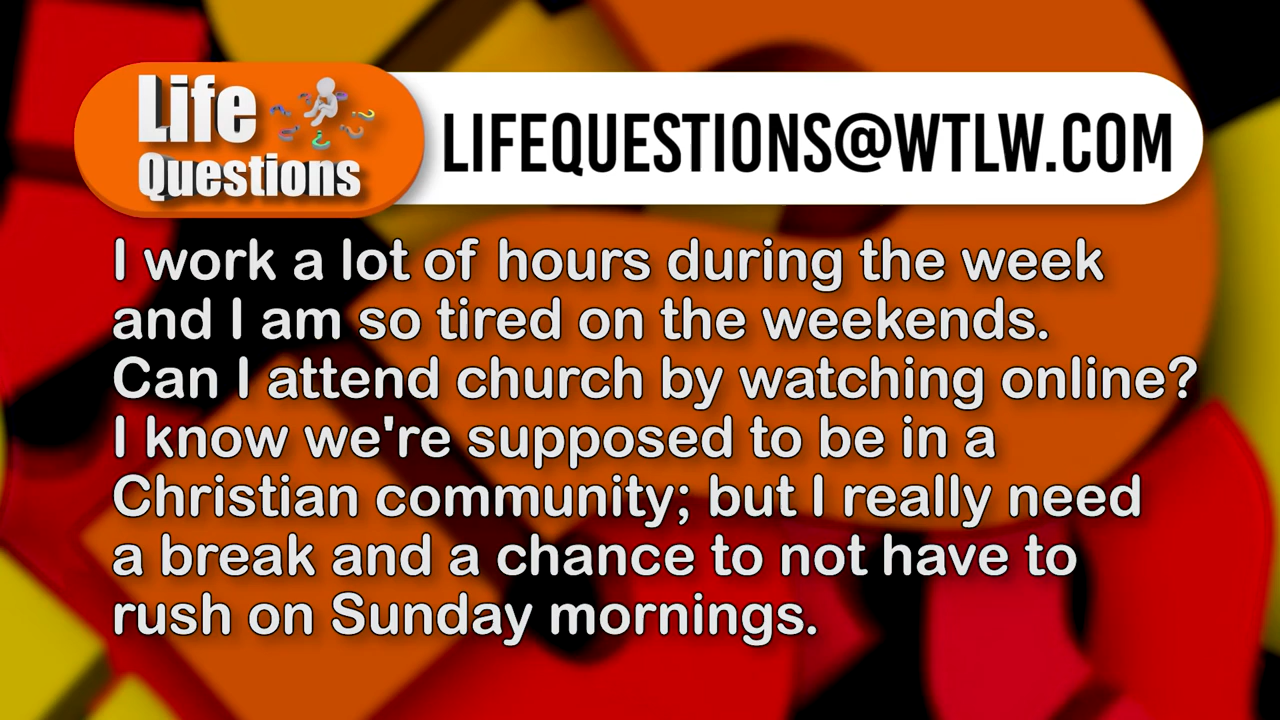 Life
Questions
LIFEQUESTIONS@WTLW.COM
I work a lot of hours during the week
and I am so tired on the weekends.
Can I attend church by watching online?
I know we're supposed to be in a
Christian community; but I really need
a break and a chance to not have to
rush on Sunday mornings.